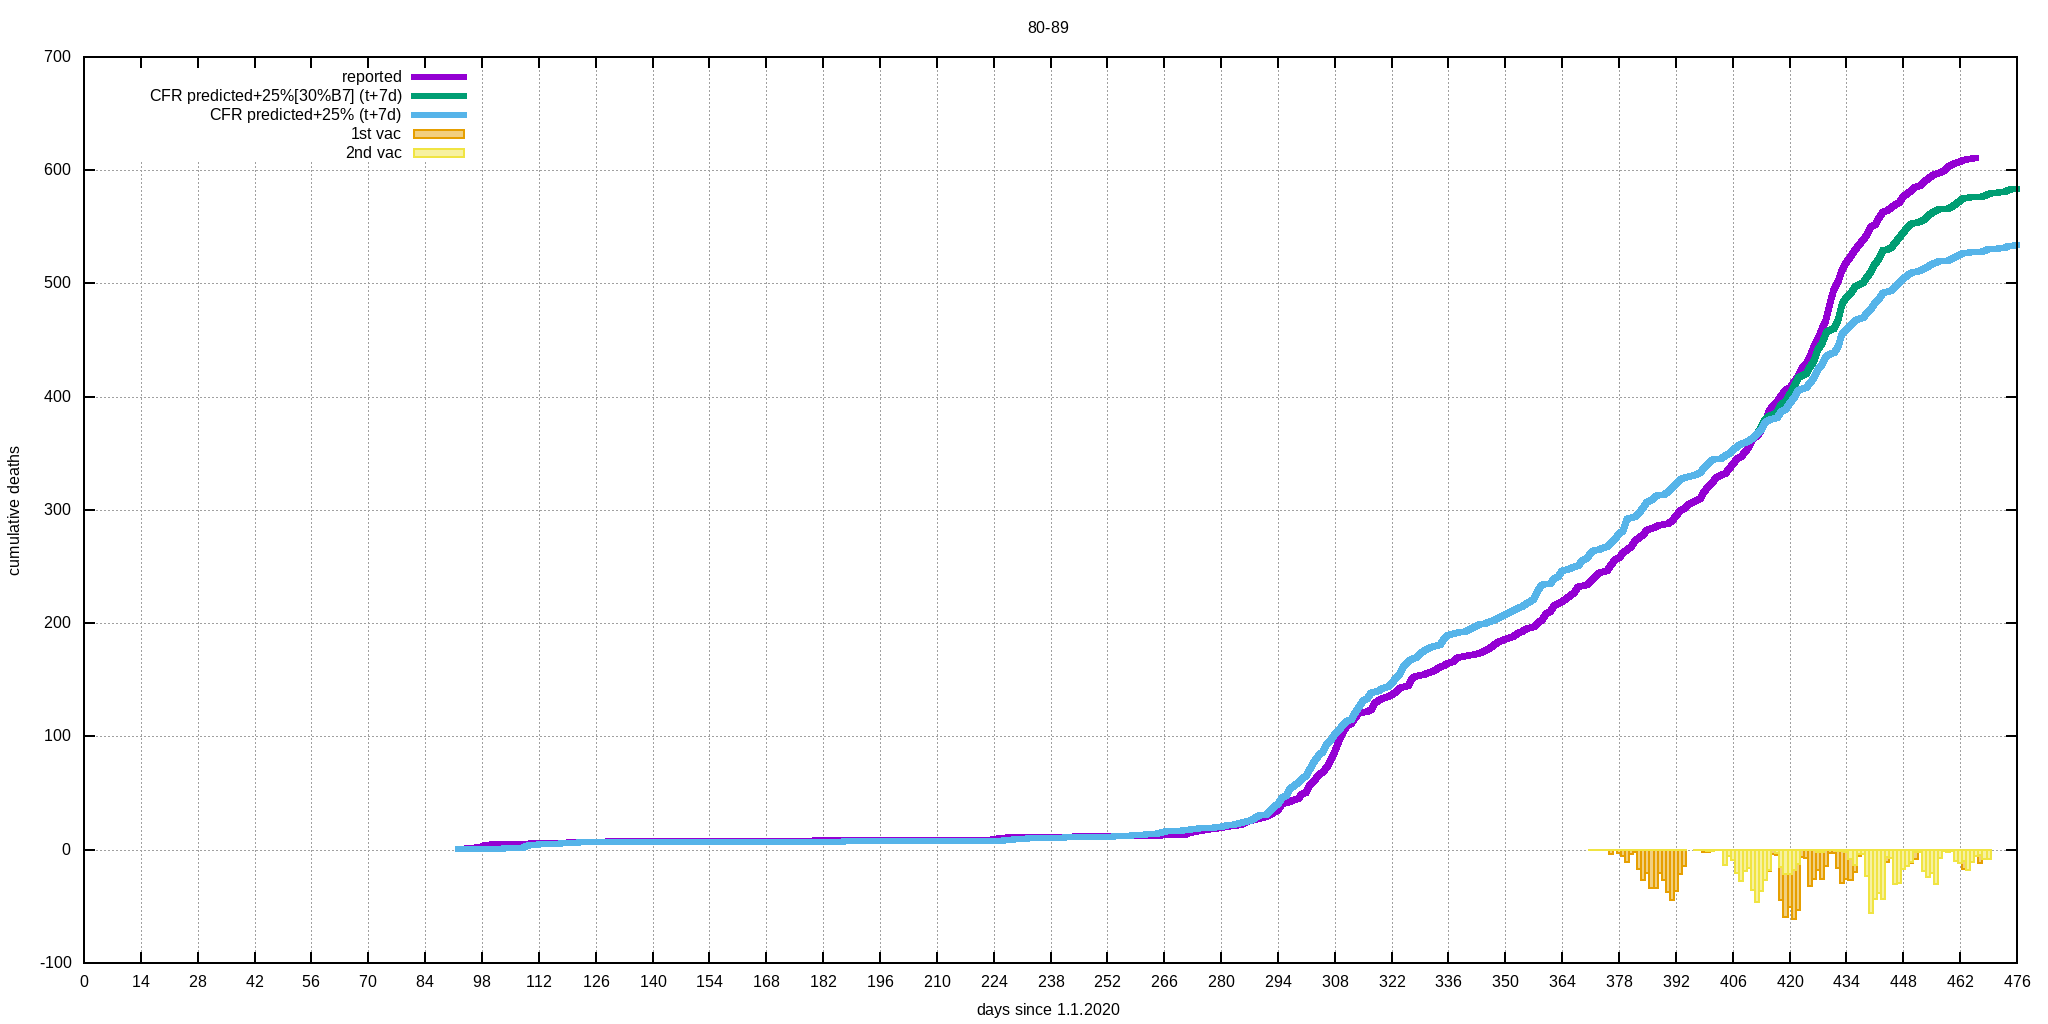 80-89
700
600
500
400
300
200
100
0
-100
cumulative deaths
reported
CFR predicted+25%[30%B7] (t+7d)
CFR predicted+25% (t+7d)
1st vac
2nd vac
0 14 28 42 56 70 84 98 112 126 140 154 168 182 196 210 224 238 252 266 280 294 308 322 336 350 364 378 392 406 420 434 448 462 476
days since 1.1.2020